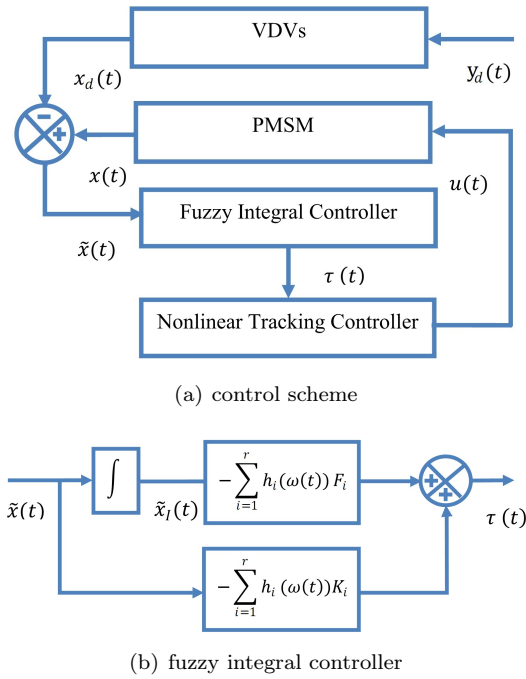 VDVs
x_d(t)
y_d(t)
−
+
PMSM
x(t)
u(t)
Fuzzy Integral Controller
x̃(t)
τ (t)
Nonlinear Tracking Controller
(a) control scheme
∫
−∑_{i=1}^{r} h_i(ω(t)) F_i
x̃(t)
x̃_I(t)
+
+
τ (t)
−∑_{i=1}^{r} h_i (ω(t))K_i
(b) fuzzy integral controller